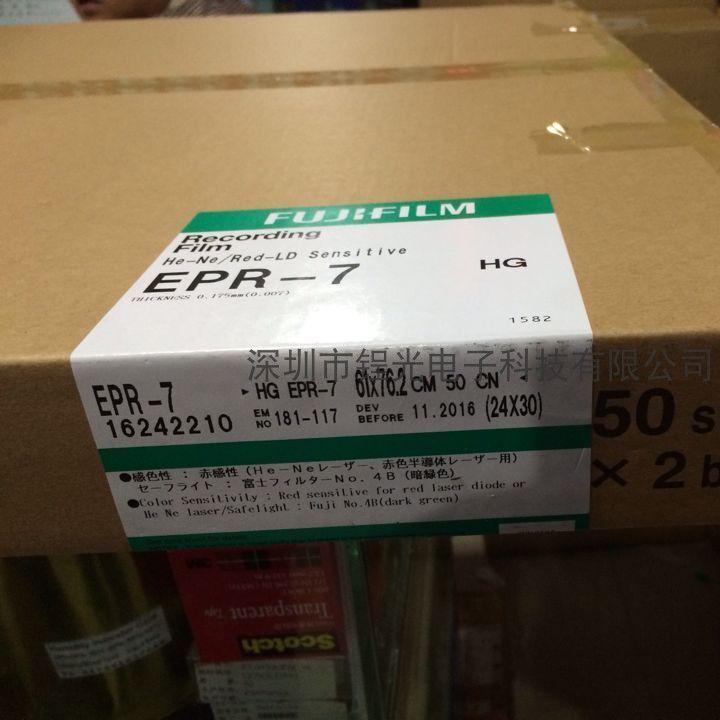 FUJIFILM
Recording
Film
He-Ne/Red-LD Sensitive
EPR-7
HG
THICKNESS 0.175mm(0.007)
1582
深圳市锝光电子科技有限公司
EPR-7
16242210
▸ HG EPR-7 61X76.2 CM 50 CN ◂
EM NO 181-117 DEV BEFORE 11.2016 (24X30)
●感色性：赤感性(He-Neレーザー、赤色半導体レーザー用)
セーフライト：富士フィルターNo. 4B (暗緑色)
●Color Sensitivity : Red sensitive for red laser diode or
He Ne laser/Safelight : Fuji No.4B(dark green)
50 s
× 2 b
Transparent
Tape
Scotch